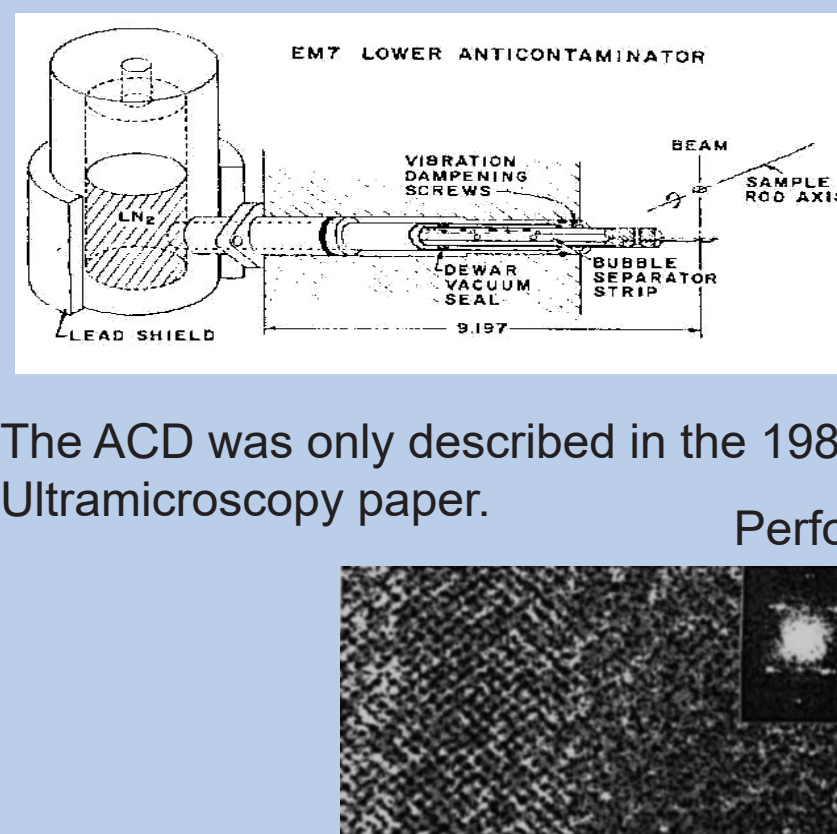 EM7 LOWER ANTICONTAMINATOR
BEAM
VIBRATION
DAMPENING
SCREWS
SAMPLE
ROD AXIS
LN2
DEWAR
VACUUM
SEAL
BUBBLE
SEPARATOR
STRIP
LEAD SHIELD
9.197
The ACD was only described in the 198
Ultramicroscopy paper.
Perfo